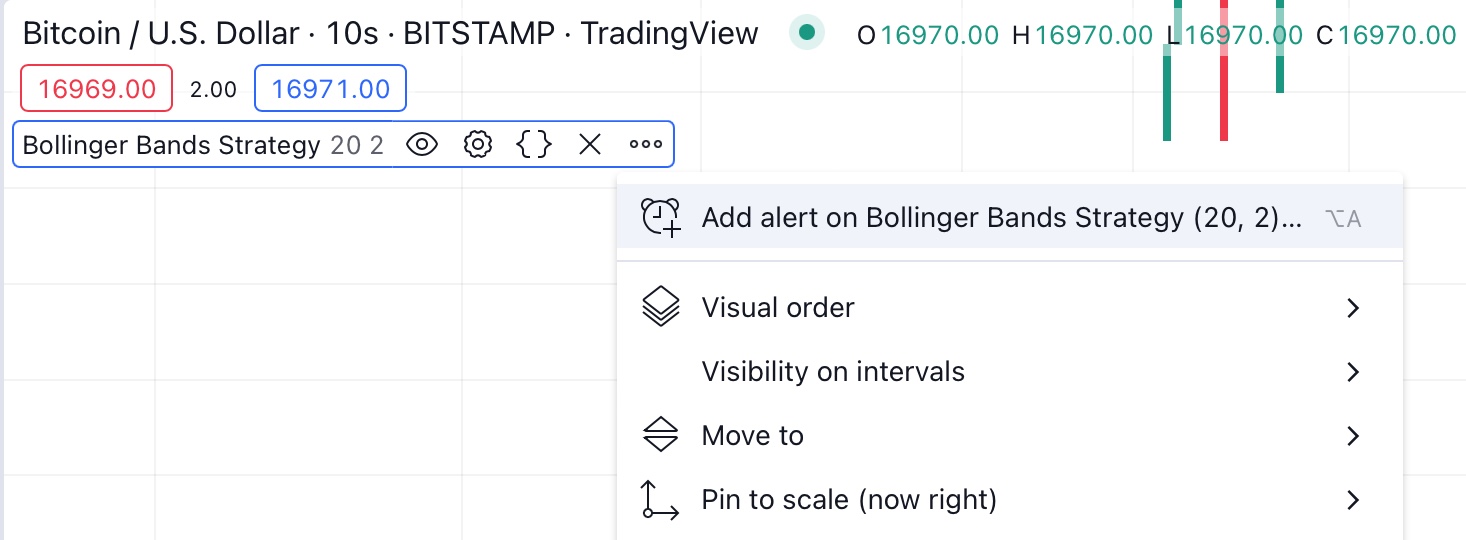 Bitcoin / U.S. Dollar · 10s · BITSTAMP · TradingView O16970.00 H16970.00 L16970.00 C16970.00
16969.00 2.00 16971.00
Bollinger Bands Strategy 20 2
Add alert on Bollinger Bands Strategy (20, 2)... ⌥A
Visual order
Visibility on intervals
Move to
Pin to scale (now right)